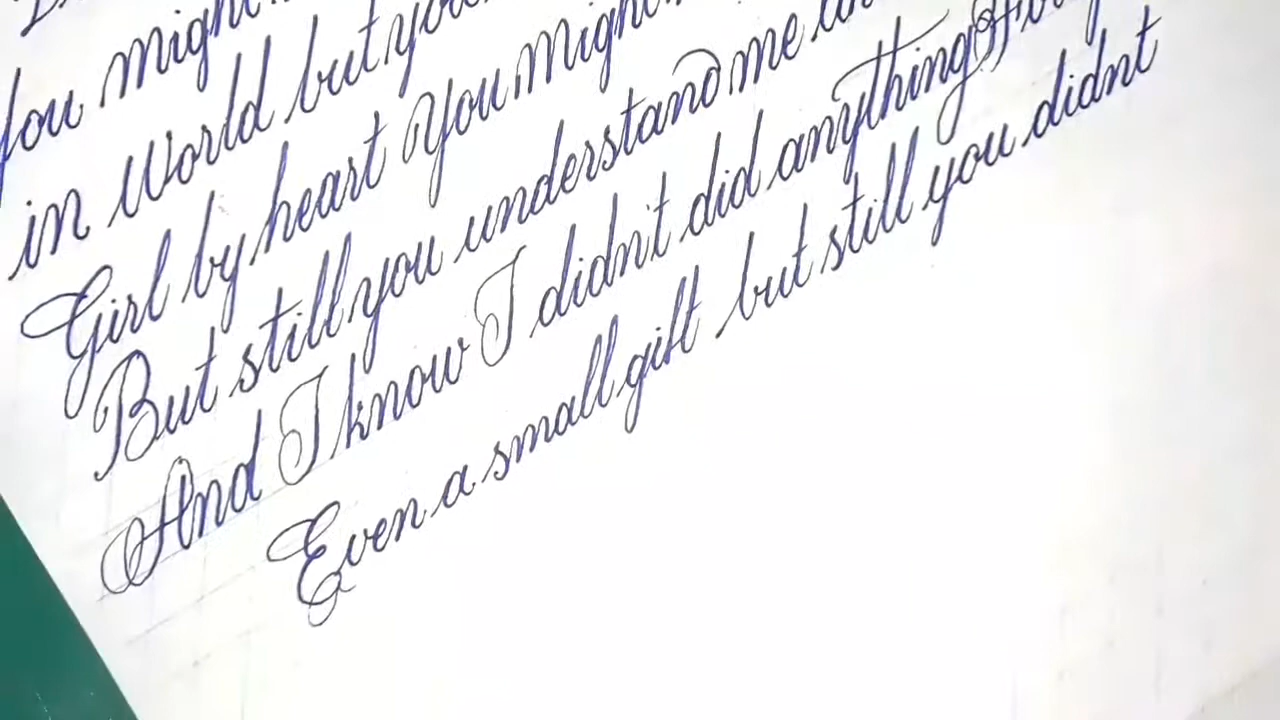 You might
in World but you
Girl by heart You might
But still you understand me
And I know I didn't did anything
Even a small gift but still you didnt